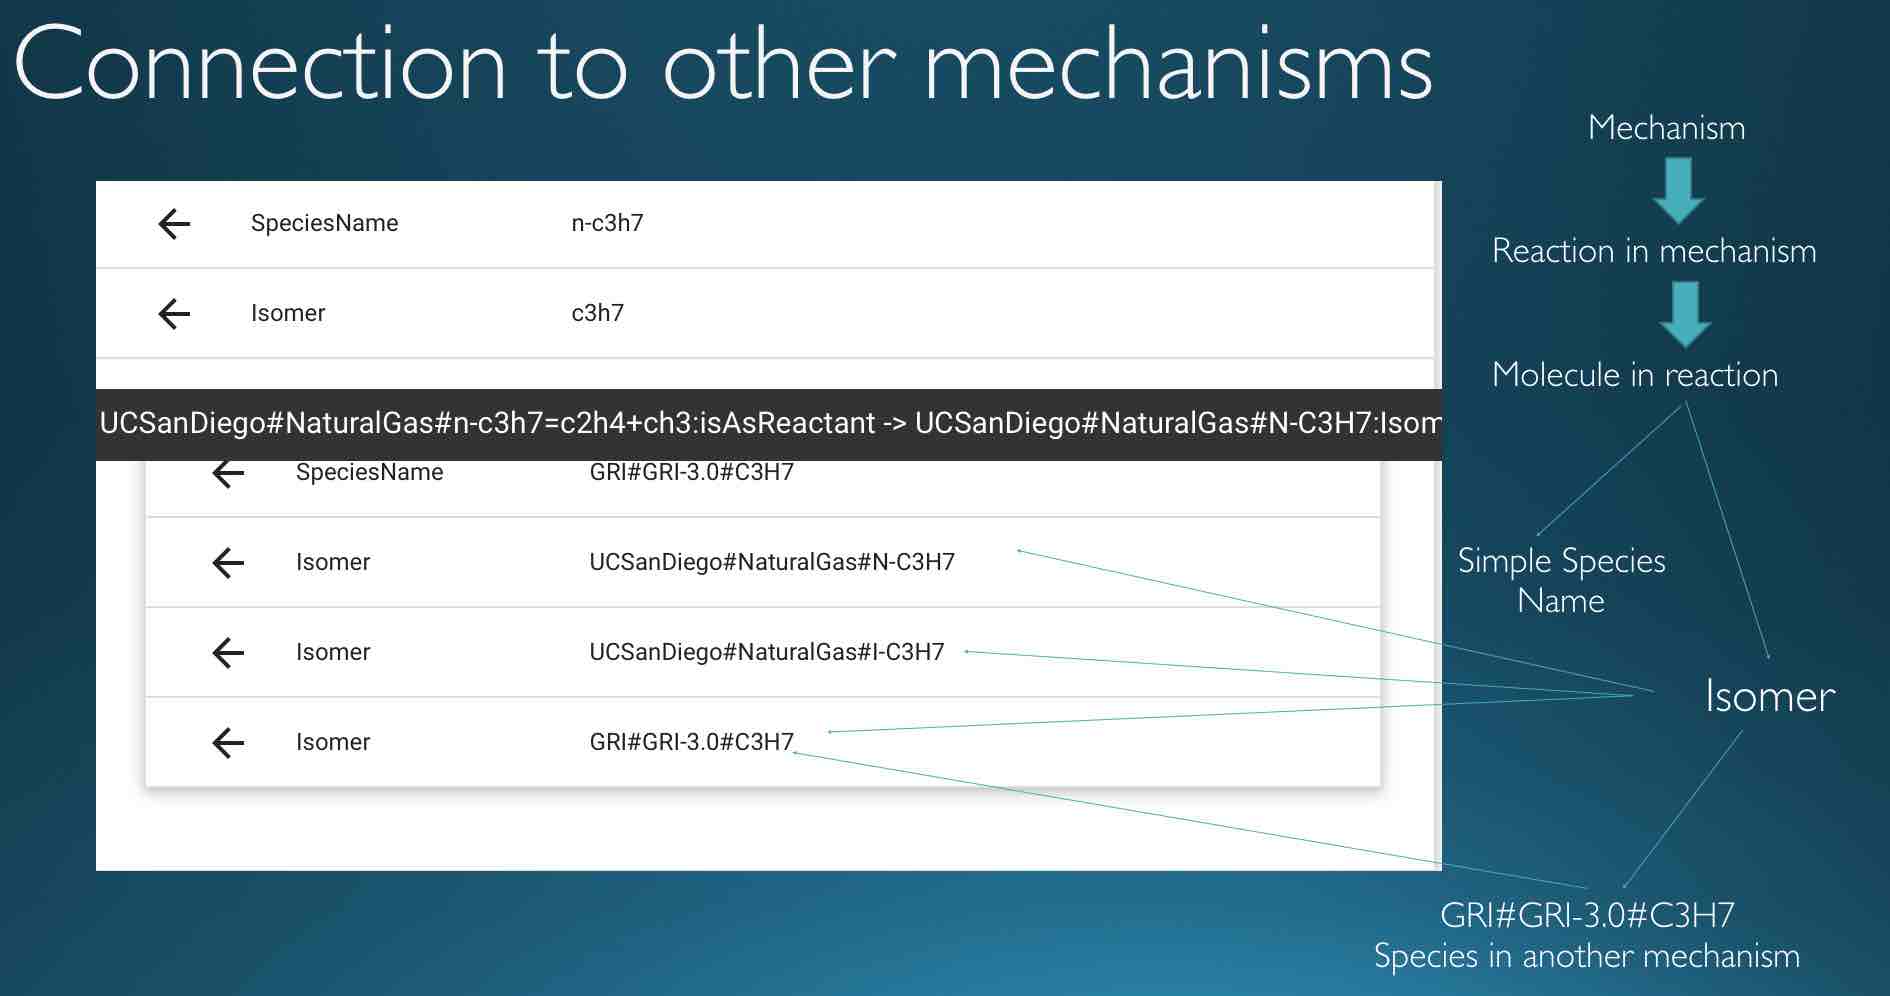 Connection to other mechanisms
Mechanism
Reaction in mechanism
Molecule in reaction
Simple Species
Name
Isomer
GRI#GRI-3.0#C3H7
Species in another mechanism
SpeciesName n-c3h7
Isomer c3h7
UCSanDiego#NaturalGas#n-c3h7=c2h4+ch3:isAsReactant -> UCSanDiego#NaturalGas#N-C3H7:Isom
SpeciesName GRI#GRI-3.0#C3H7
Isomer UCSanDiego#NaturalGas#N-C3H7
Isomer UCSanDiego#NaturalGas#I-C3H7
Isomer GRI#GRI-3.0#C3H7